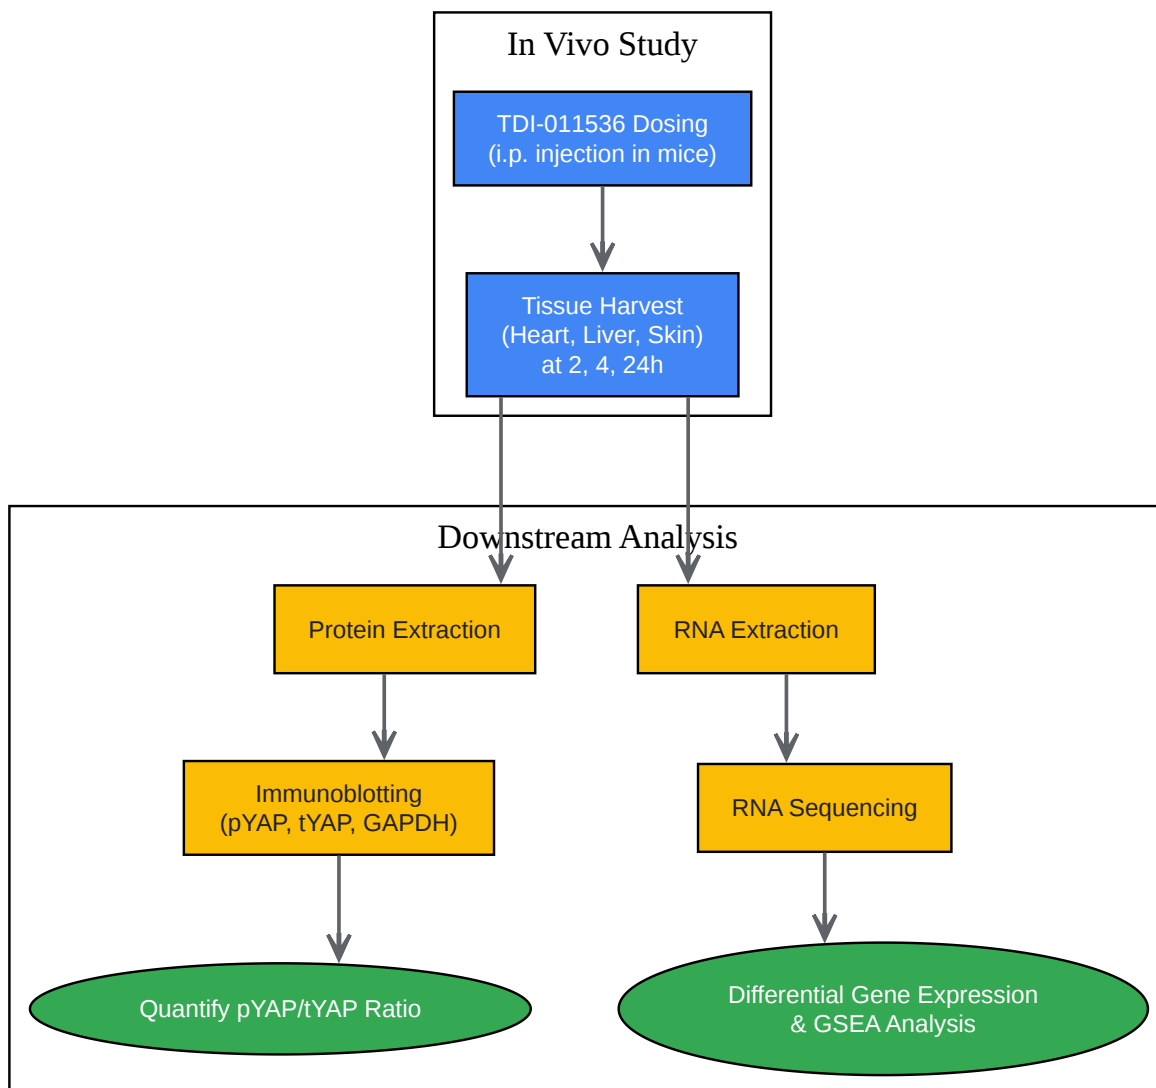 In Vivo Study
TDI-011536 Dosing
(i.p. injection in mice)
Tissue Harvest
(Heart, Liver, Skin)
at 2, 4, 24h
Downstream Analysis
Protein Extraction
RNA Extraction
Immunoblotting
(pYAP, tYAP, GAPDH)
RNA Sequencing
Quantify pYAP/tYAP Ratio
Differential Gene Expression
& GSEA Analysis